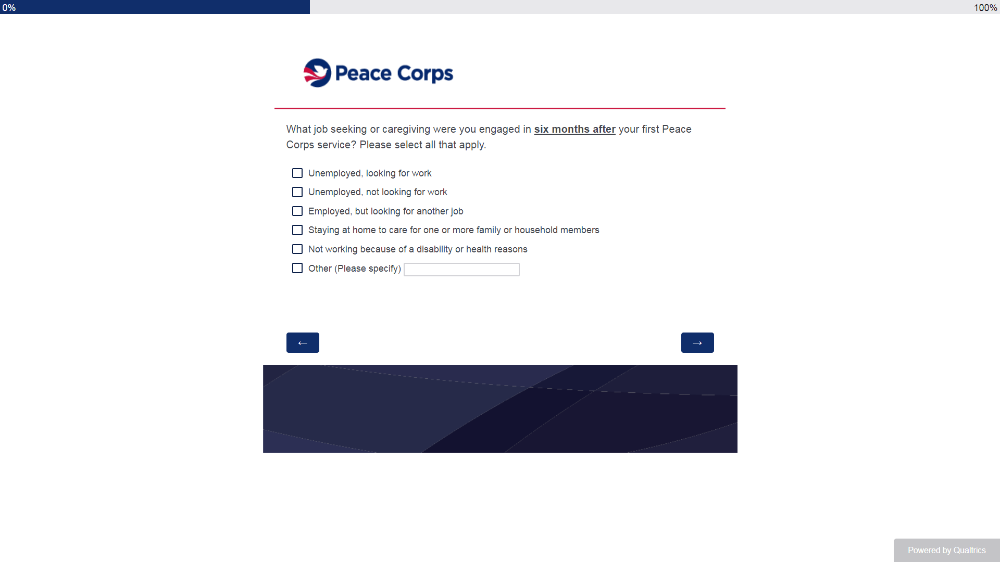 0%
100%
Peace Corps
What job seeking or caregiving were you engaged in six months after your first Peace
Corps service? Please select all that apply.
Unemployed, looking for work
Unemployed, not looking for work
Employed, but looking for another job
Staying at home to care for one or more family or household members
Not working because of a disability or health reasons
Other (Please specify)
←
→
Powered by Qualtrics